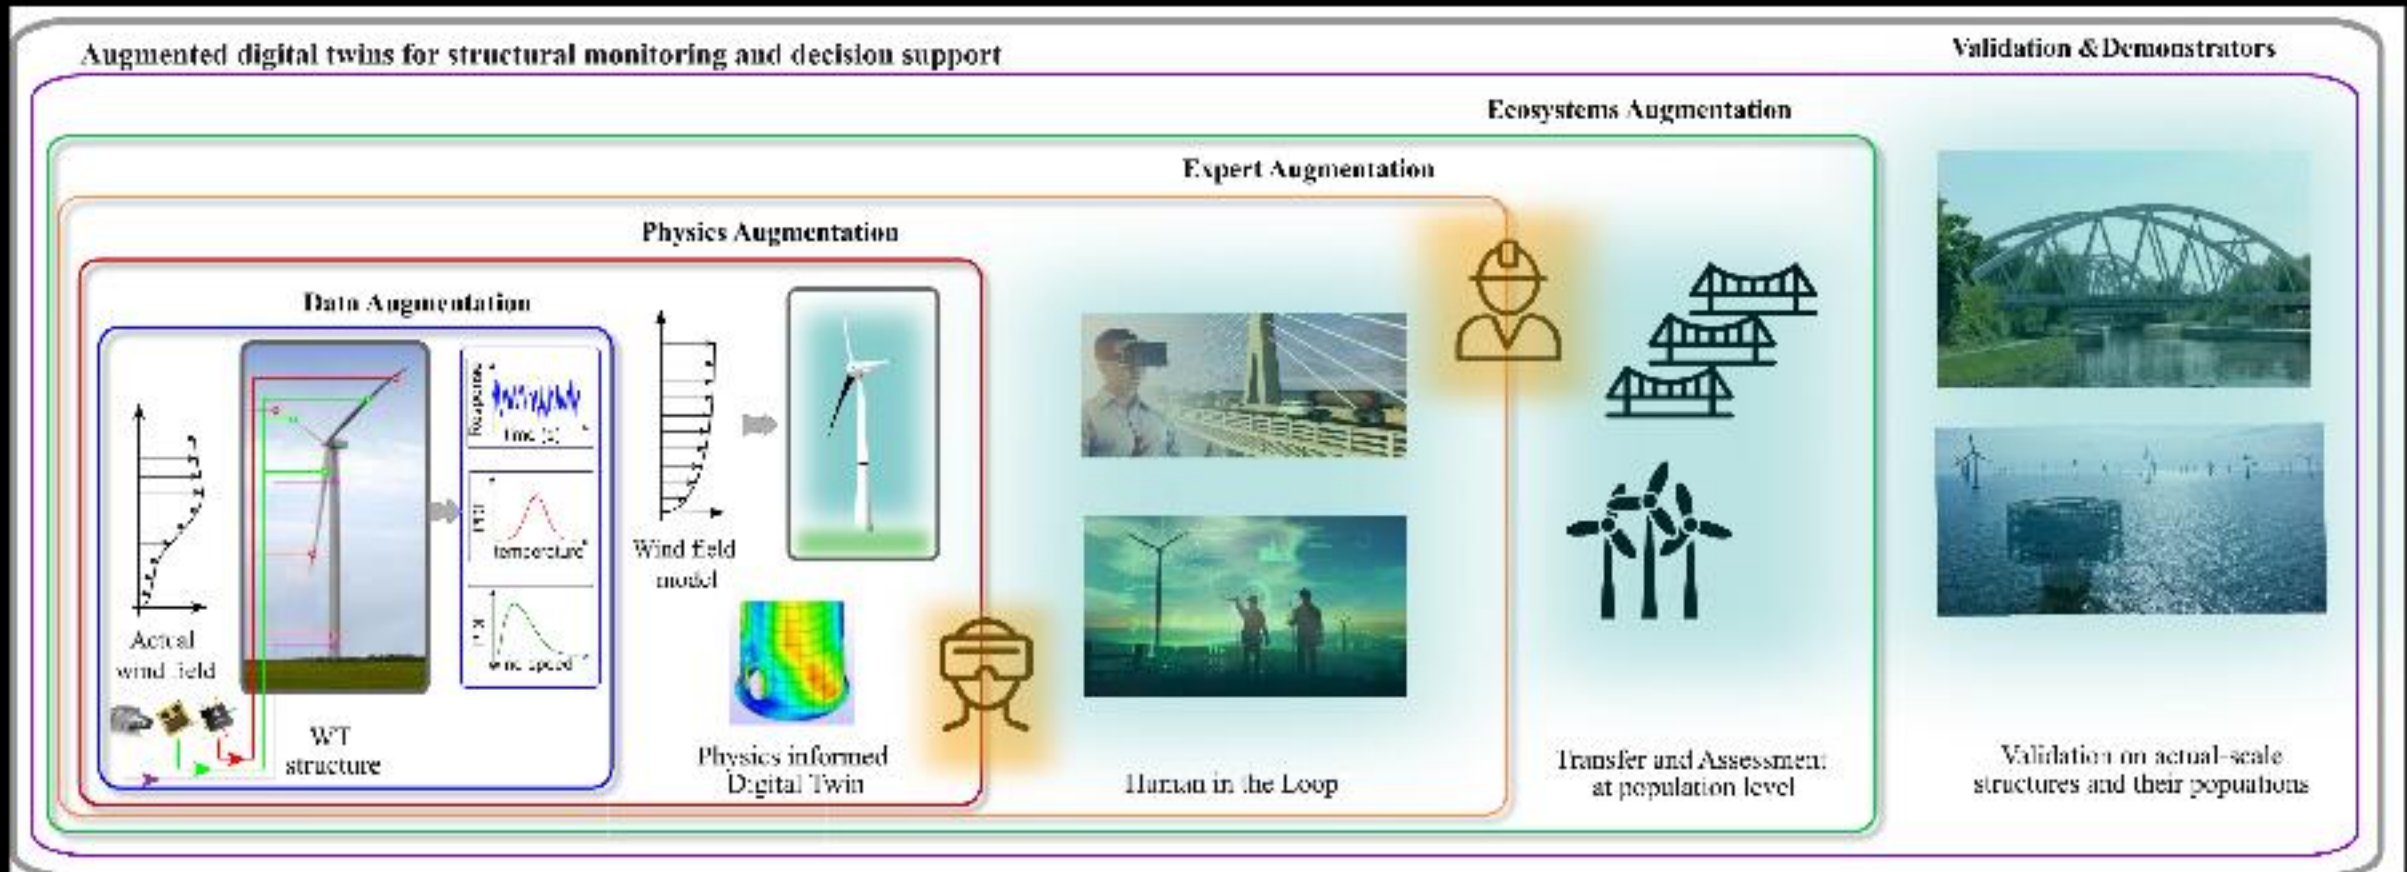 Augmented digital twins for structural monitoring and decision support
Validation & Demonstrators
Ecosystems Augmentation
Expert Augmentation
Physics Augmentation
Data Augmentation
Response
time (s)
temperature
wind speed
Actual
wind field
WT
structure
Wind field
model
Physics informed
Digital Twin
Human in the Loop
Transfer and Assessment
at population level
Validation on actual-scale
structures and their popuations